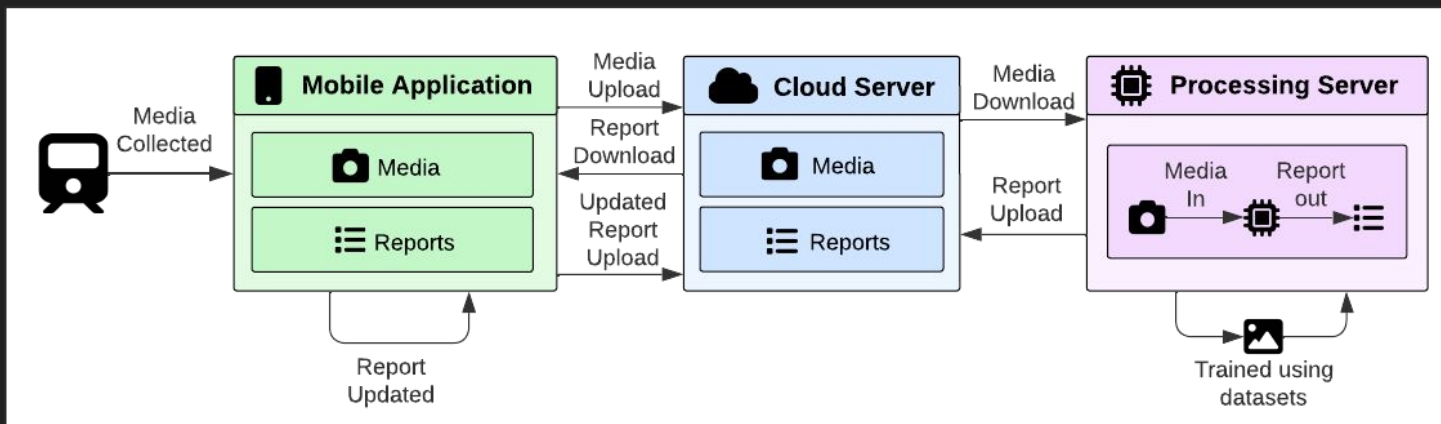 Media
Collected
Mobile Application
Media
Reports
Report
Updated
Media
Upload
Report
Download
Updated
Report
Upload
Cloud Server
Media
Reports
Media
Download
Report
Upload
Processing Server
Media
In
Report
out
Trained using
datasets